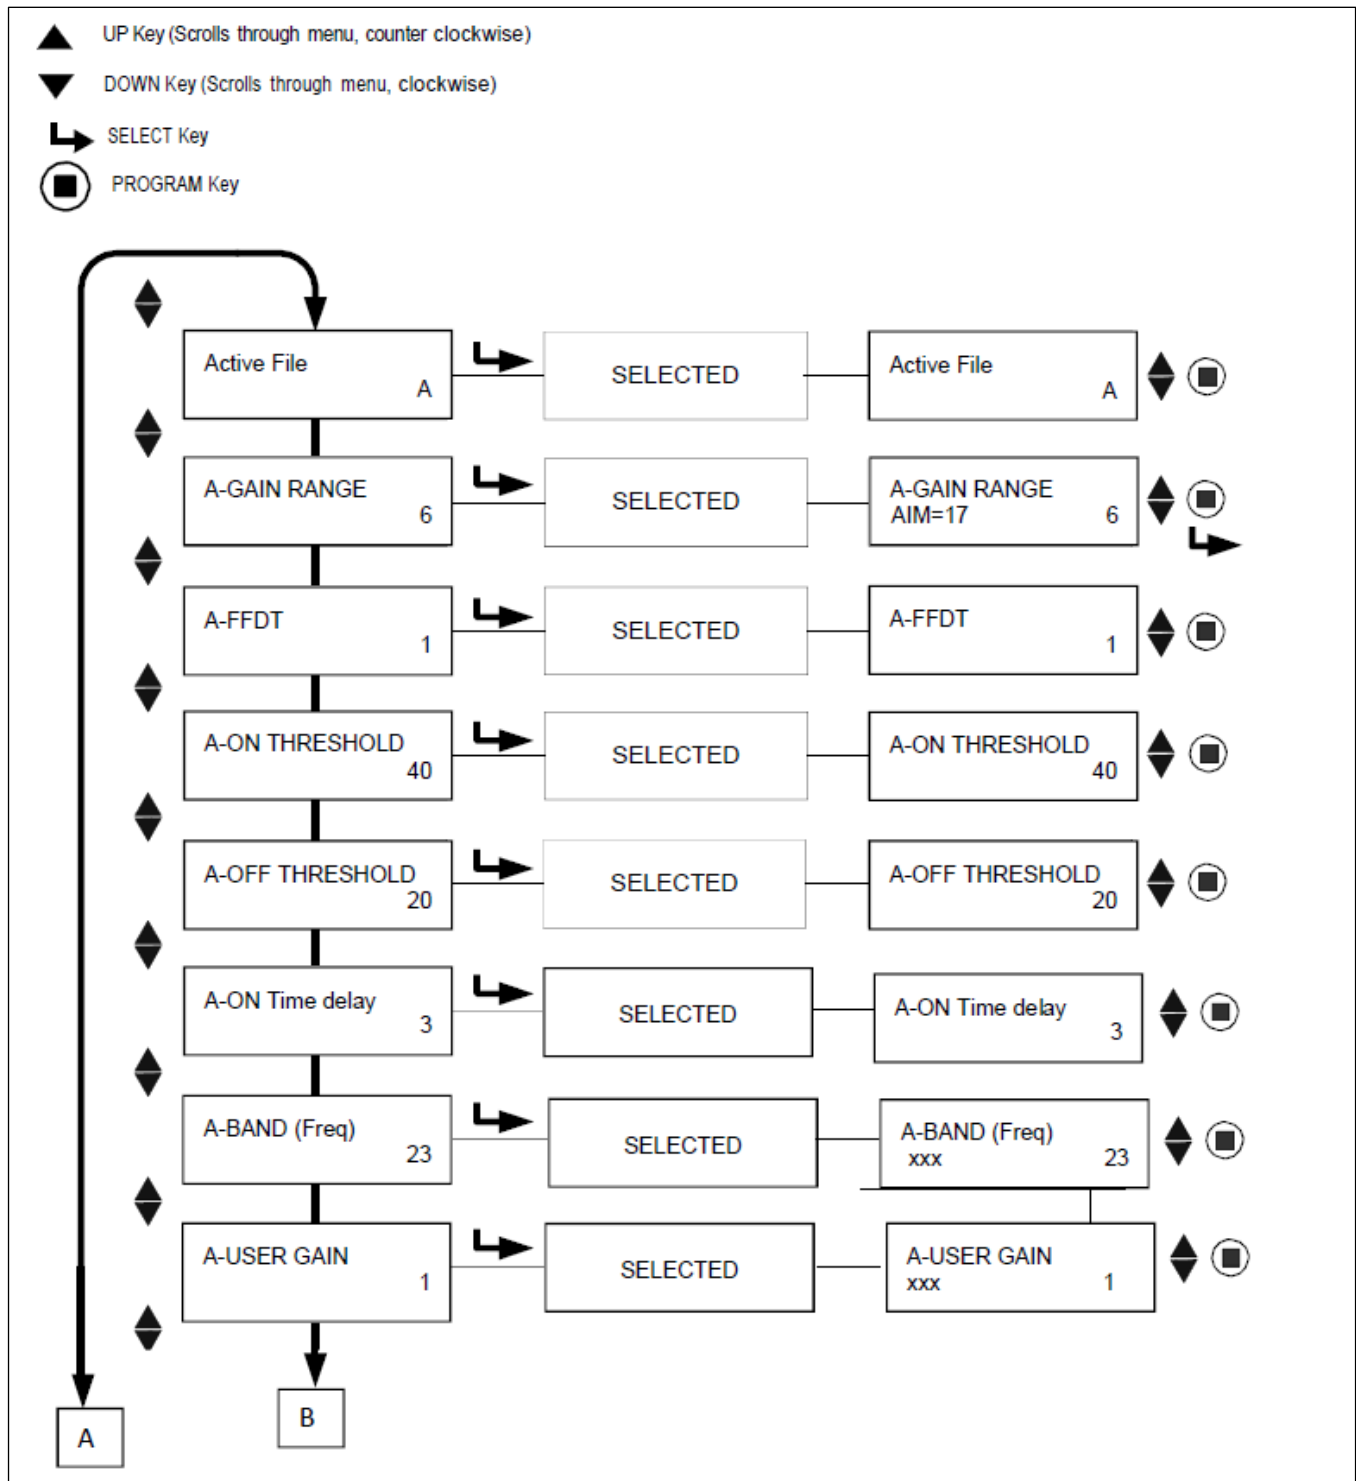 UP Key (Scrolls through menu, counter clockwise)
DOWN Key (Scrolls through menu, clockwise)
SELECT Key
PROGRAM Key
Active File
A
SELECTED
Active File
A
A-GAIN RANGE
6
SELECTED
A-GAIN RANGE
AIM=17 6
A-FFDT
1
SELECTED
A-FFDT
1
A-ON THRESHOLD
40
SELECTED
A-ON THRESHOLD
40
A-OFF THRESHOLD
20
SELECTED
A-OFF THRESHOLD
20
A-ON Time delay
3
SELECTED
A-ON Time delay
3
A-BAND (Freq)
23
SELECTED
A-BAND (Freq)
xxx 23
A-USER GAIN
1
SELECTED
A-USER GAIN
xxx 1
A
B